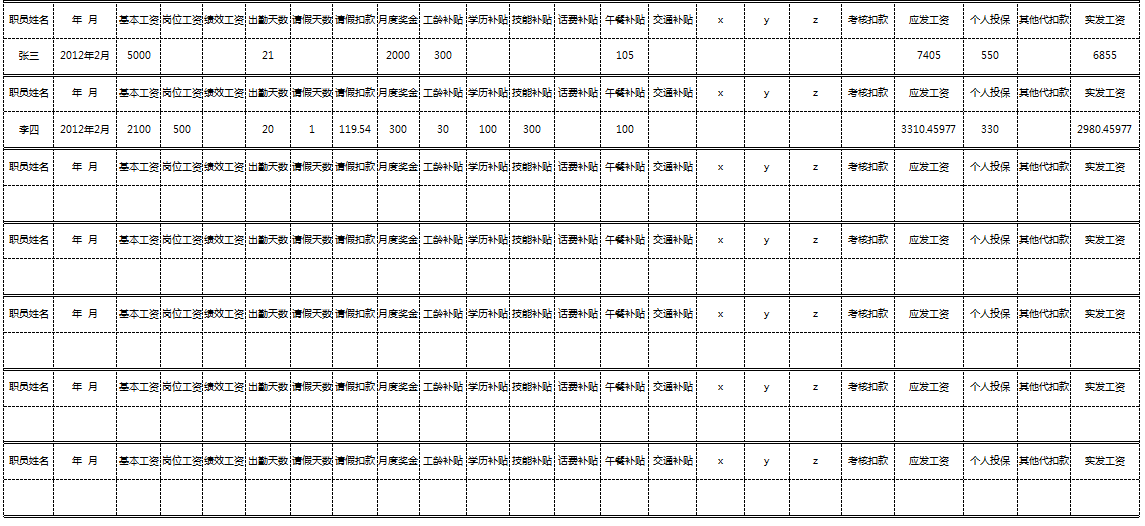 职员姓名 年 月 基本工资 岗位工资 绩效工资 出勤天数 请假天数 请假扣款 月度奖金 工龄补贴 学历补贴 技能补贴 话费补贴 午餐补贴 交通补贴 x y z 考核扣款 应发工资 个人投保 其他代扣款 实发工资
张三 2012年2月 5000 21 2000 300 105 7405 550 6855
职员姓名 年 月 基本工资 岗位工资 绩效工资 出勤天数 请假天数 请假扣款 月度奖金 工龄补贴 学历补贴 技能补贴 话费补贴 午餐补贴 交通补贴 x y z 考核扣款 应发工资 个人投保 其他代扣款 实发工资
李四 2012年2月 2100 500 20 1 119.54 300 30 100 300 100 3310.45977 330 2980.45977
职员姓名 年 月 基本工资 岗位工资 绩效工资 出勤天数 请假天数 请假扣款 月度奖金 工龄补贴 学历补贴 技能补贴 话费补贴 午餐补贴 交通补贴 x y z 考核扣款 应发工资 个人投保 其他代扣款 实发工资
职员姓名 年 月 基本工资 岗位工资 绩效工资 出勤天数 请假天数 请假扣款 月度奖金 工龄补贴 学历补贴 技能补贴 话费补贴 午餐补贴 交通补贴 x y z 考核扣款 应发工资 个人投保 其他代扣款 实发工资
职员姓名 年 月 基本工资 岗位工资 绩效工资 出勤天数 请假天数 请假扣款 月度奖金 工龄补贴 学历补贴 技能补贴 话费补贴 午餐补贴 交通补贴 x y z 考核扣款 应发工资 个人投保 其他代扣款 实发工资
职员姓名 年 月 基本工资 岗位工资 绩效工资 出勤天数 请假天数 请假扣款 月度奖金 工龄补贴 学历补贴 技能补贴 话费补贴 午餐补贴 交通补贴 x y z 考核扣款 应发工资 个人投保 其他代扣款 实发工资
职员姓名 年 月 基本工资 岗位工资 绩效工资 出勤天数 请假天数 请假扣款 月度奖金 工龄补贴 学历补贴 技能补贴 话费补贴 午餐补贴 交通补贴 x y z 考核扣款 应发工资 个人投保 其他代扣款 实发工资